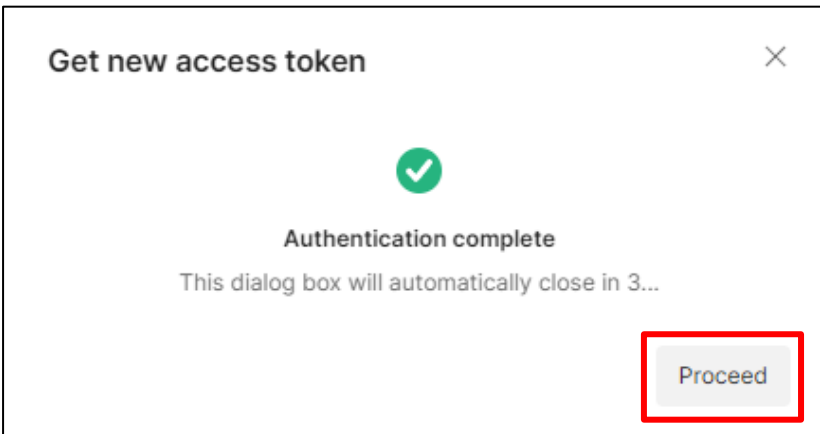 Get new access token
Authentication complete
This dialog box will automatically close in 3...
Proceed